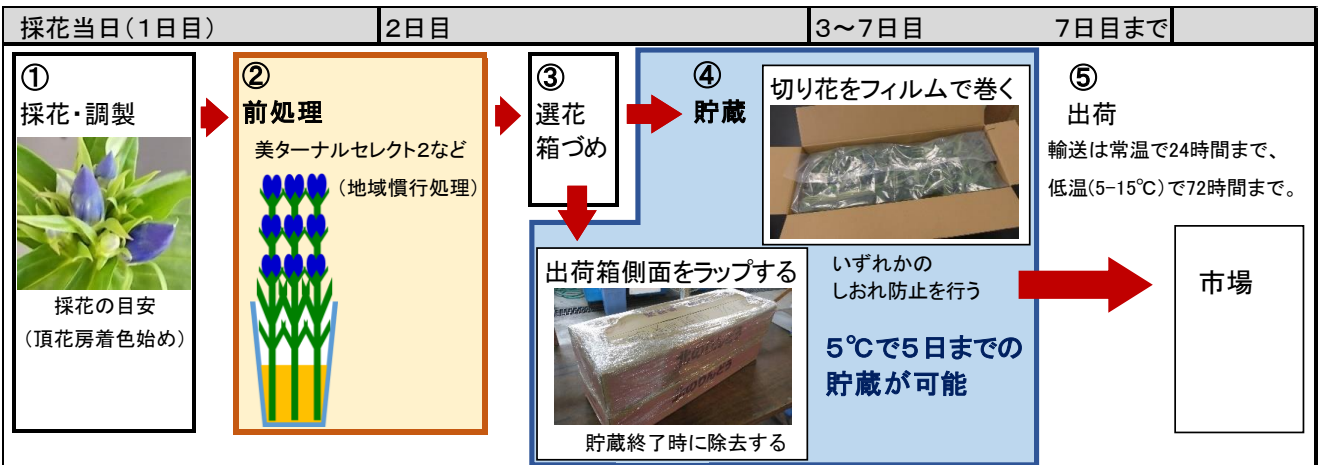 採花当日(1日目)
2日目
3～7日目
7日目まで
①
採花・調製
採花の目安
(頂花房着色始め)
②
前処理
美ターナルセレクト2など
(地域慣行処理)
③
選花
箱づめ
④
貯蔵
切り花をフィルムで巻く
出荷箱側面をラップする
貯蔵終了時に除去する
いずれかの
しおれ防止を行う
5℃で5日までの
貯蔵が可能
⑤
出荷
輸送は常温で24時間まで、
低温(5-15℃)で72時間まで。
市場